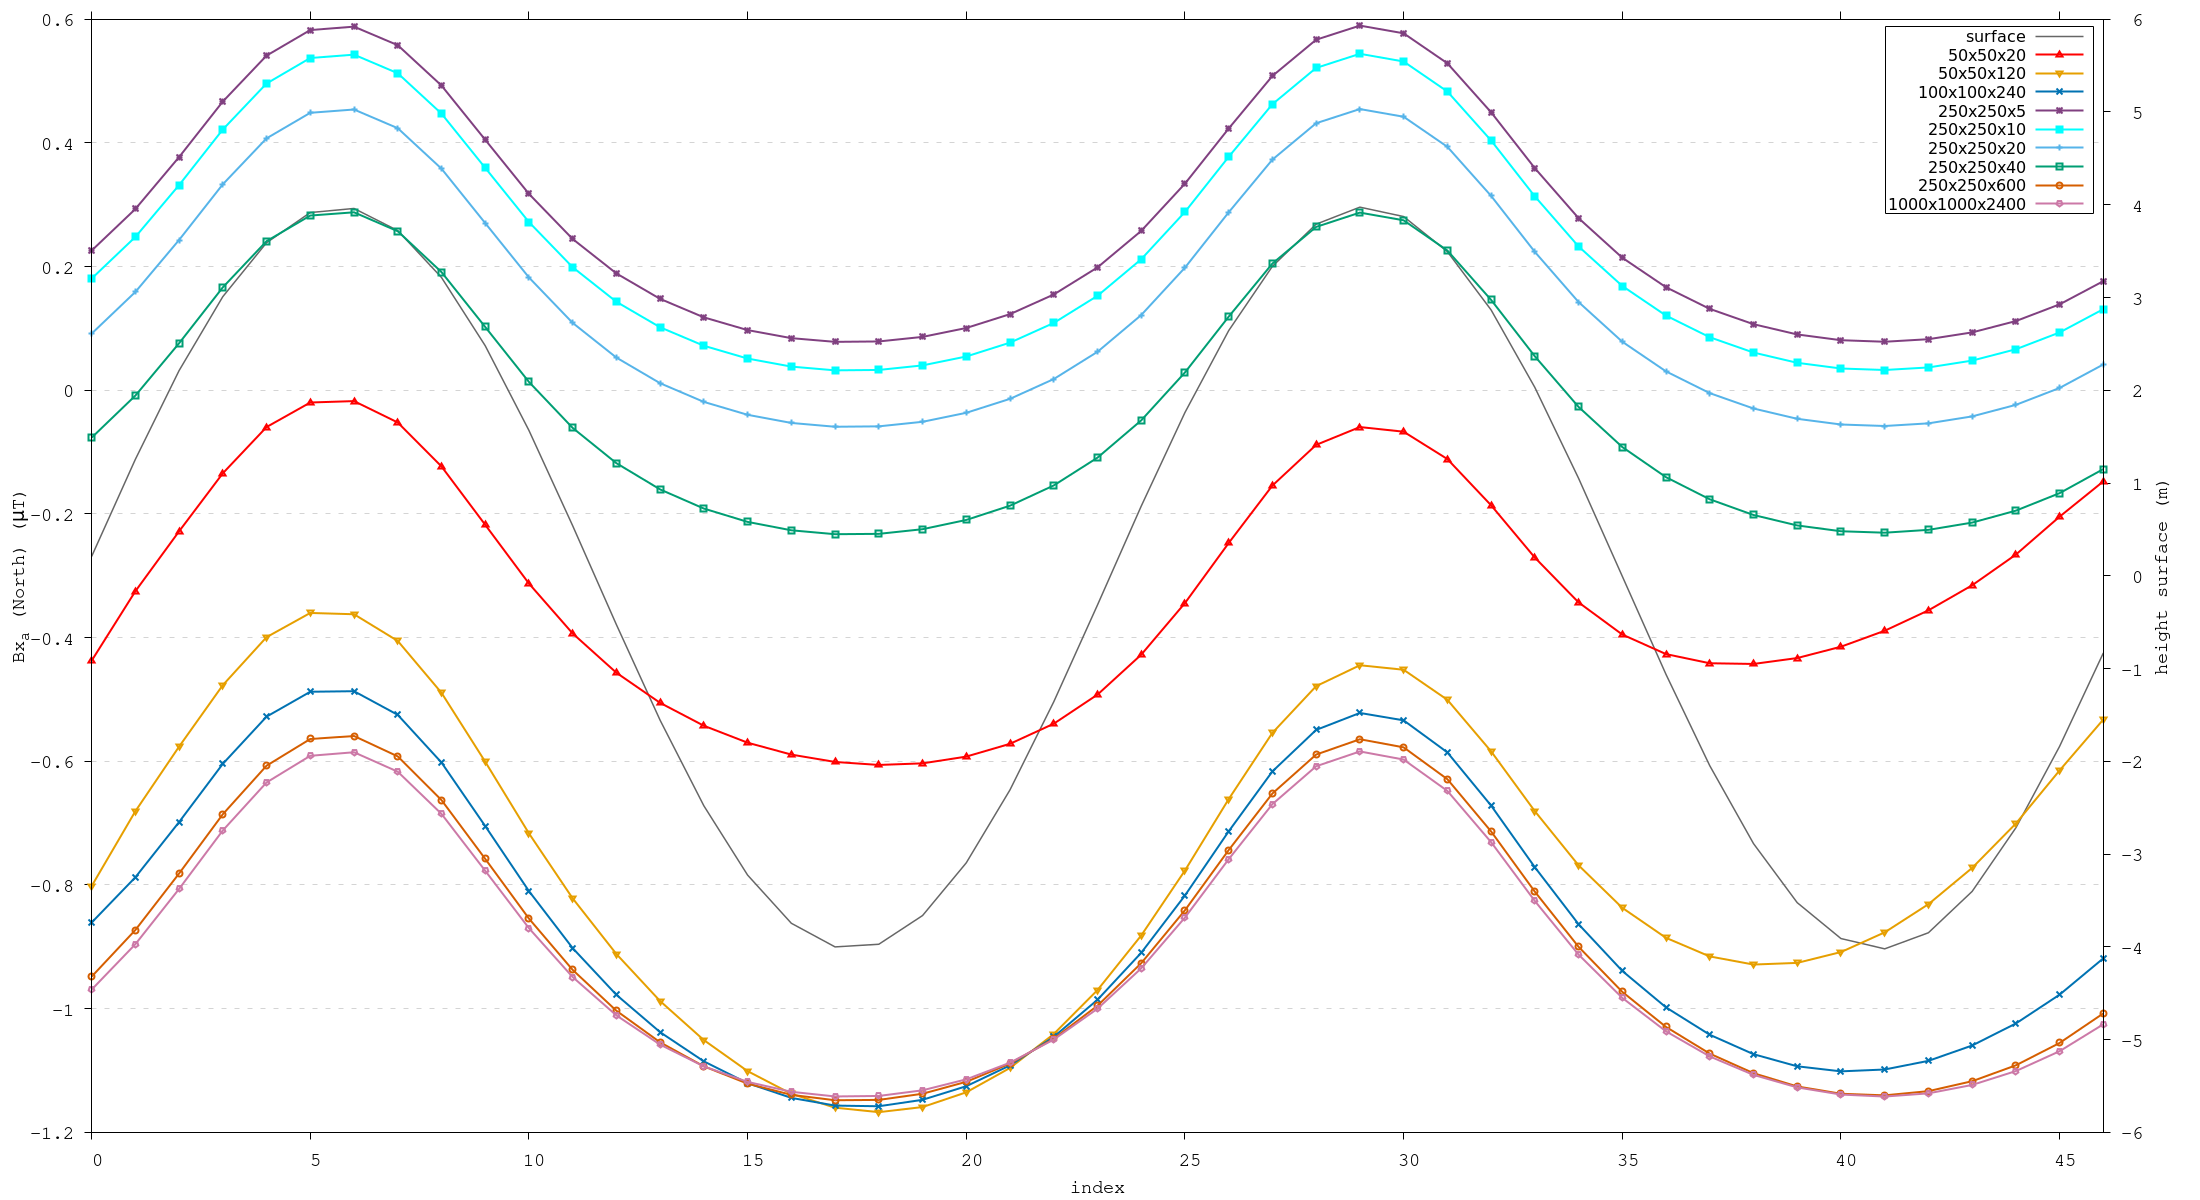 0.6
0.4
0.2
0
-0.2
-0.4
-0.6
-0.8
-1
-1.2
Bxa (North) (μT)
surface
50x50x20
50x50x120
100x100x240
250x250x5
250x250x10
250x250x20
250x250x40
250x250x600
1000x1000x2400
6
5
4
3
2
1
0
-1
-2
-3
-4
-5
-6
height surface (m)
0 5 10 15 20 25 30 35 40 45
index